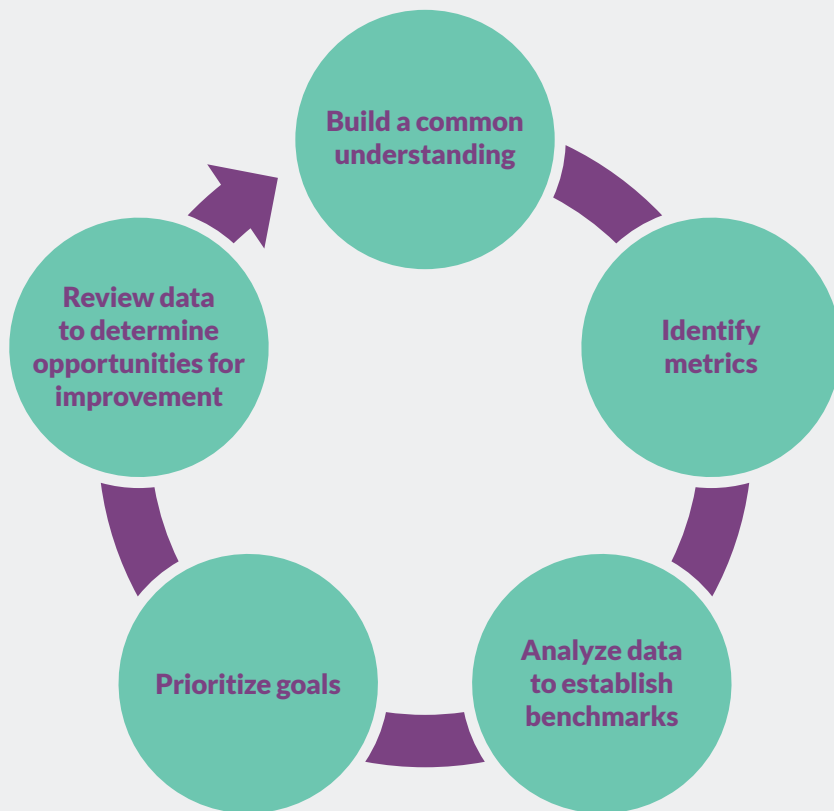 Build a common
understanding
Identify
metrics
Analyze data
to establish
benchmarks
Prioritize goals
Review data
to determine
opportunities for
improvement